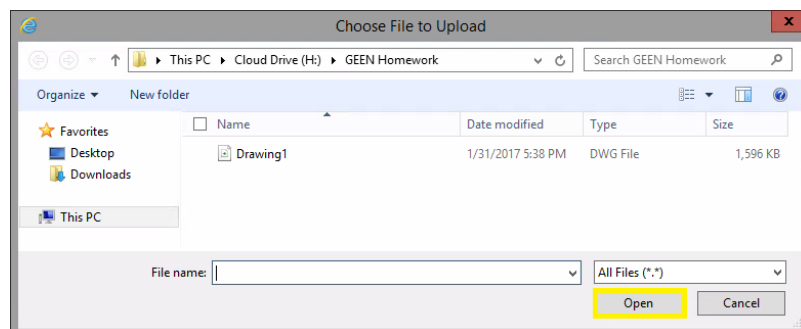 Choose File to Upload
This PC Cloud Drive (H:) GEEN Homework Search GEEN Homework
Organize New folder
Favorites
Desktop
Downloads
This PC
Name Date modified Type Size
Drawing1 1/31/2017 5:38 PM DWG File 1,596 KB
File name: All Files (*.*)
Open Cancel